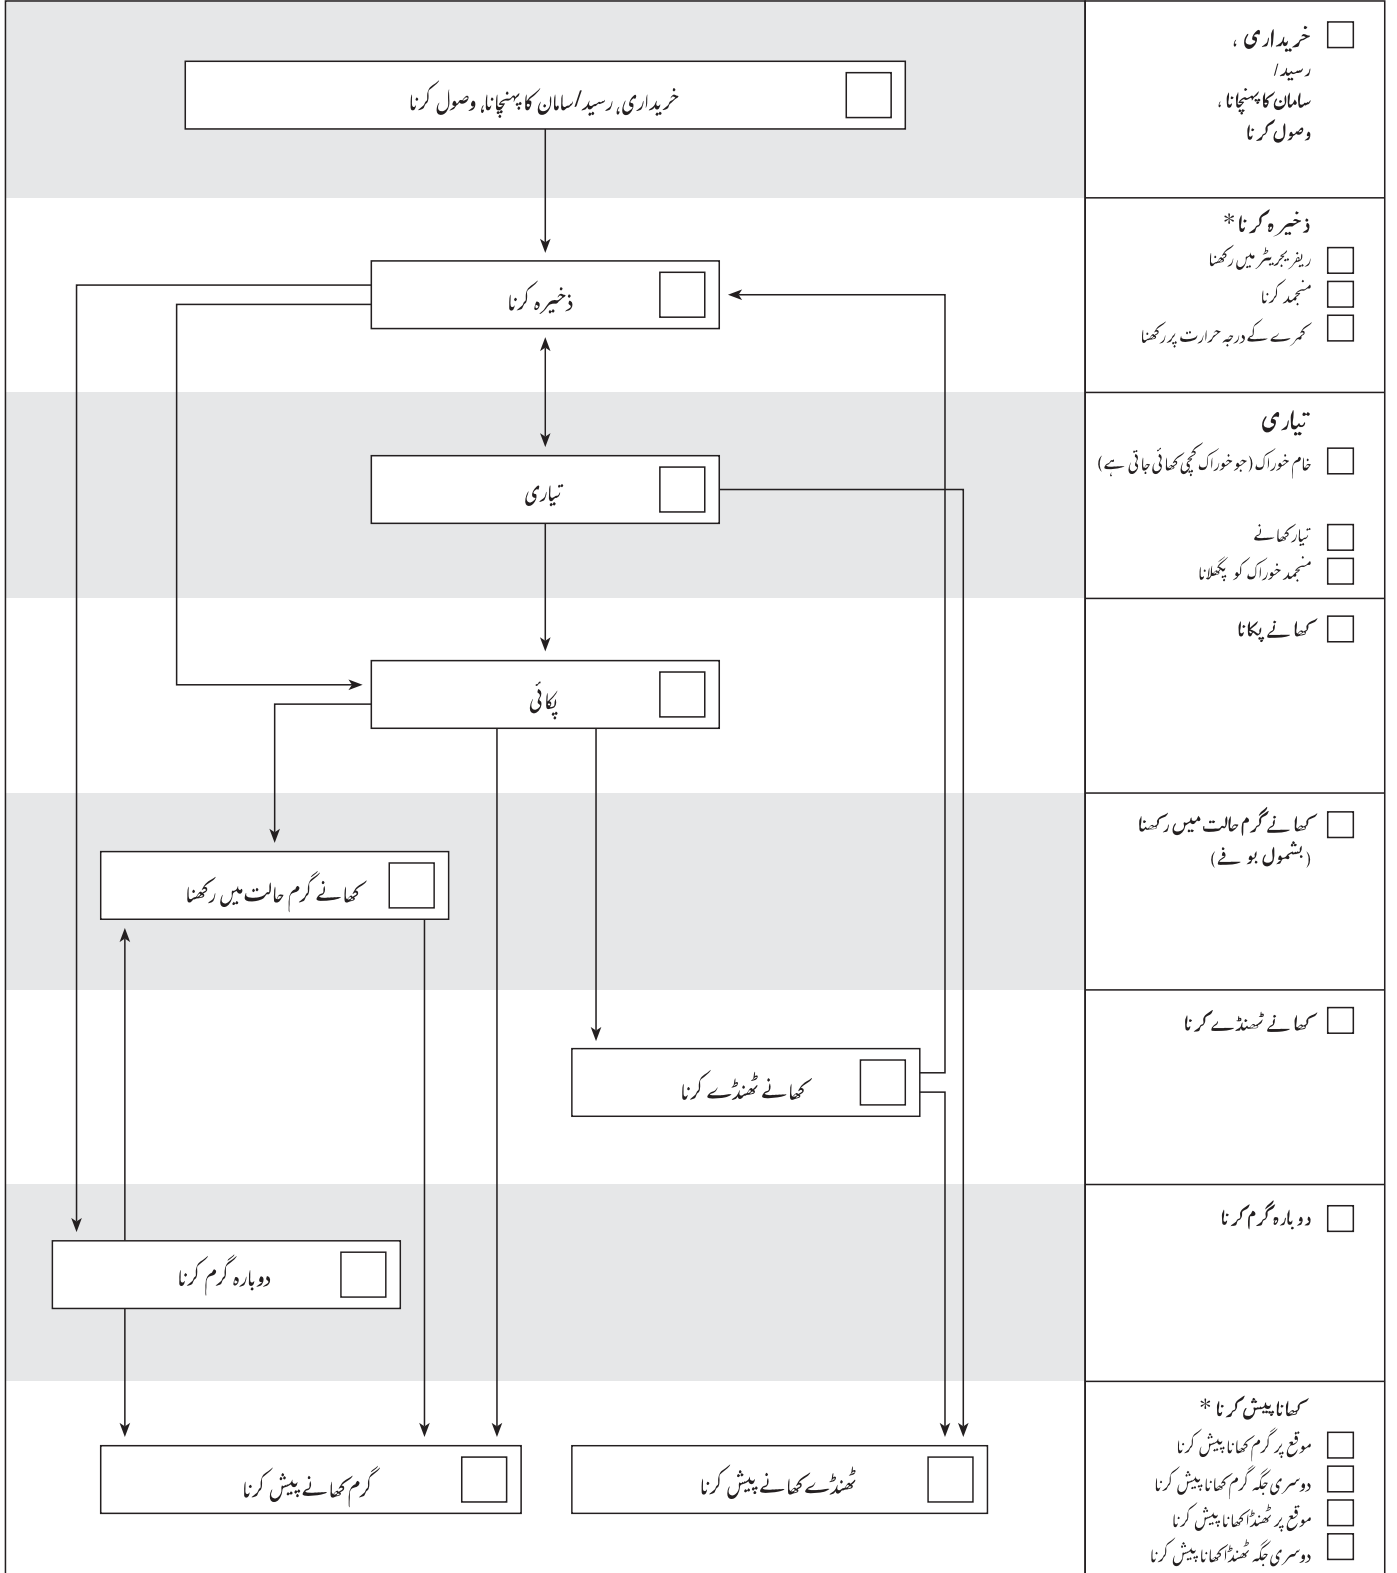 خریداری ،
رسید/
سامان کا پہنچانا ،
وصول کرنا
خریداری، رسید/سامان کا پہنچانا، وصول کرنا
ذخیرہ کرنا *
ریفریجریٹر میں رکھنا
منجمد کرنا
کمرے کے درجہ حرارت پر رکھنا
ذخیرہ کرنا
تیاری
خام خوراک (جو خوراک کچی کھائی جاتی ہے)
تیار کھانے
منجمد خوراک کو پگھلانا
تیاری
کھانے پکانا
پکائی
کھانے گرم حالت میں رکھنا
(بشمول بوفے)
کھانے گرم حالت میں رکھنا
کھانے ٹھنڈے کرنا
کھانے ٹھنڈے کرنا
دوبارہ گرم کرنا
دوبارہ گرم کرنا
کھانا پیش کرنا *
موقع پر گرم کھانا پیش کرنا
دوسری جگہ گرم کھانا پیش کرنا
موقع پر ٹھنڈا کھانا پیش کرنا
دوسری جگہ ٹھنڈا کھانا پیش کرنا
ٹھنڈے کھانے پیش کرنا
گرم کھانے پیش کرنا